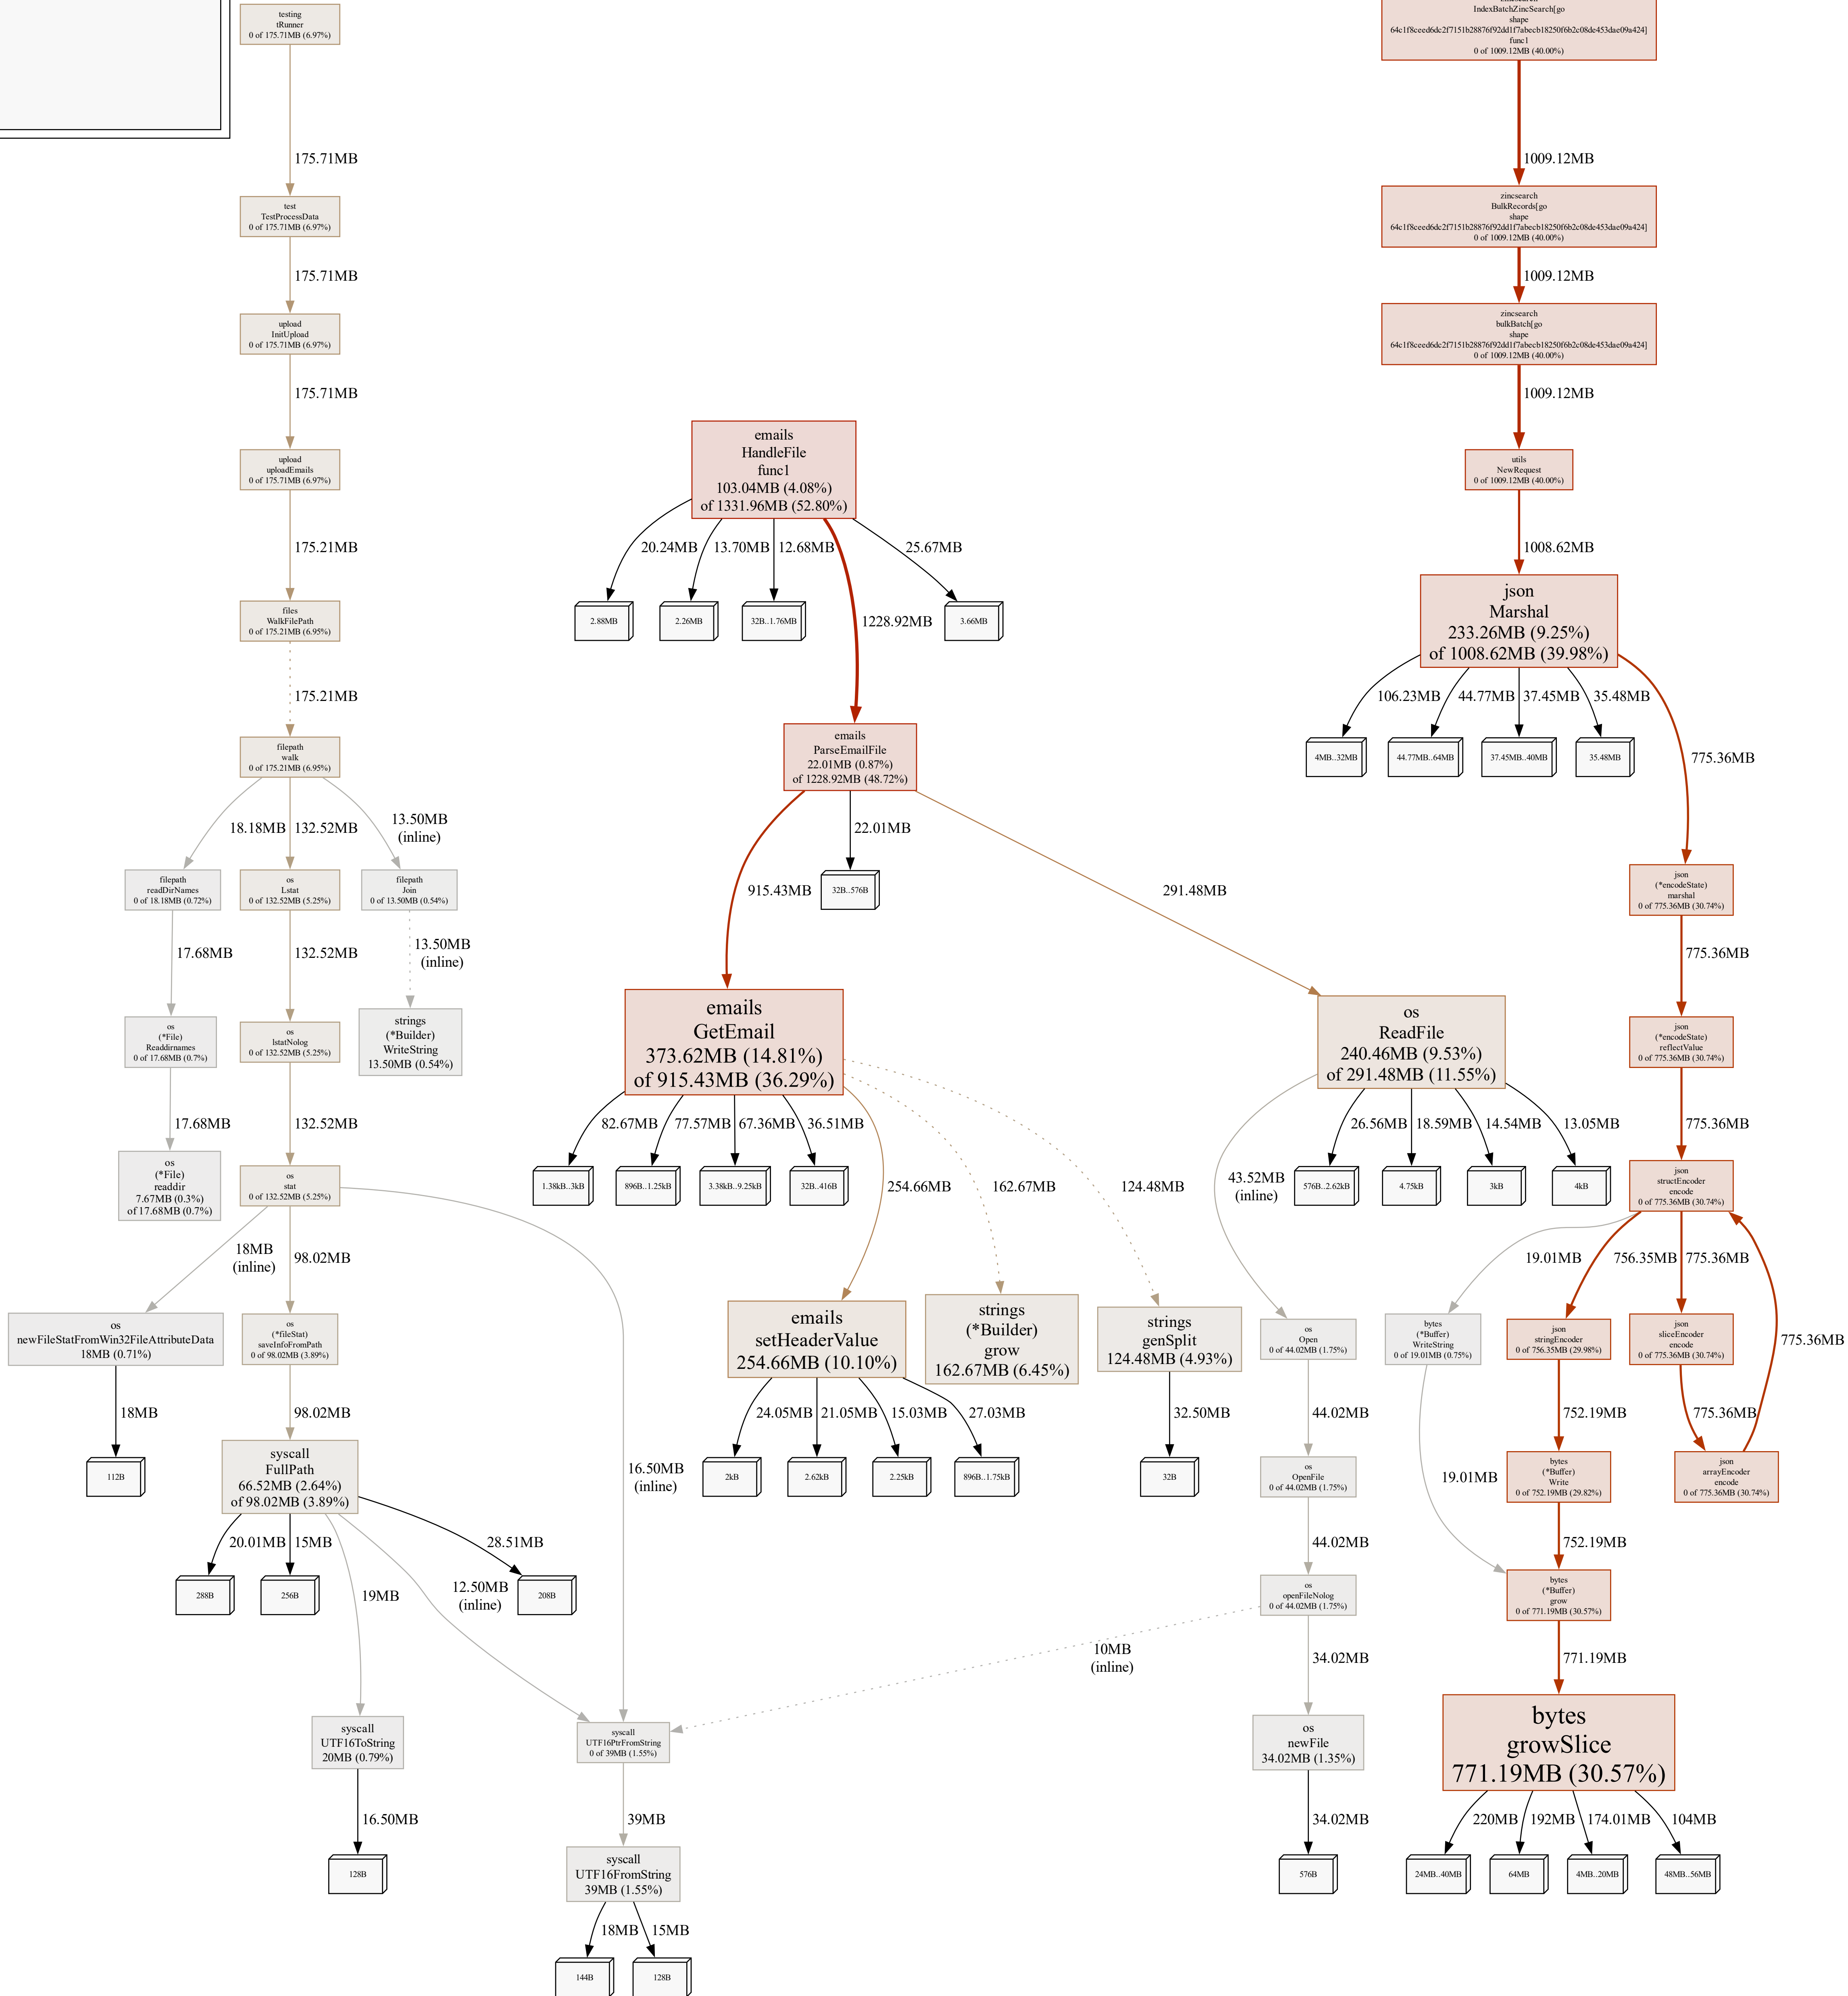 testing
tRunner
0 of 175.71MB (6.97%)
175.71MB
test
TestProcessData
0 of 175.71MB (6.97%)
175.71MB
upload
InitUpload
0 of 175.71MB (6.97%)
175.71MB
upload
uploadEmails
0 of 175.71MB (6.97%)
175.21MB
files
WalkFilePath
0 of 175.21MB (6.95%)
175.21MB
filepath
walk
0 of 175.21MB (6.95%)
18.18MB
132.52MB
13.50MB
(inline)
filepath
readDirNames
0 of 18.18MB (0.72%)
os
Lstat
0 of 132.52MB (5.25%)
filepath
Join
0 of 13.50MB (0.54%)
17.68MB
132.52MB
13.50MB
(inline)
os
(*File)
Readdirnames
0 of 17.68MB (0.7%)
os
lstatNolog
0 of 132.52MB (5.25%)
strings
(*Builder)
WriteString
13.50MB (0.54%)
17.68MB
132.52MB
os
(*File)
readdir
7.67MB (0.3%)
of 17.68MB (0.7%)
os
stat
0 of 132.52MB (5.25%)
18MB
(inline)
98.02MB
16.50MB
(inline)
os
newFileStatFromWin32FileAttributeData
18MB (0.71%)
18MB
112B
os
(*fileStat)
saveInfoFromPath
0 of 98.02MB (3.89%)
98.02MB
syscall
FullPath
66.52MB (2.64%)
of 98.02MB (3.89%)
20.01MB
15MB
19MB
12.50MB
(inline)
28.51MB
288B
256B
208B
syscall
UTF16ToString
20MB (0.79%)
16.50MB
128B
syscall
UTF16PtrFromString
0 of 39MB (1.55%)
39MB
syscall
UTF16FromString
39MB (1.55%)
18MB
15MB
144B
128B
emails
HandleFile
func1
103.04MB (4.08%)
of 1331.96MB (52.80%)
20.24MB
13.70MB
12.68MB
25.67MB
2.88MB
2.26MB
32B..1.76MB
3.66MB
1228.92MB
emails
ParseEmailFile
22.01MB (0.87%)
of 1228.92MB (48.72%)
915.43MB
22.01MB
291.48MB
32B..576B
emails
GetEmail
373.62MB (14.81%)
of 915.43MB (36.29%)
82.67MB
77.57MB
67.36MB
36.51MB
254.66MB
162.67MB
124.48MB
1.38kB..3kB
896B..1.25kB
3.38kB..9.25kB
32B..416B
emails
setHeaderValue
254.66MB (10.10%)
24.05MB
21.05MB
15.03MB
27.03MB
2kB
2.62kB
2.25kB
896B..1.75kB
strings
(*Builder)
grow
162.67MB (6.45%)
strings
genSplit
124.48MB (4.93%)
32.50MB
32B
os
ReadFile
240.46MB (9.53%)
of 291.48MB (11.55%)
43.52MB
(inline)
26.56MB
18.59MB
14.54MB
13.05MB
576B..2.62kB
4.75kB
3kB
4kB
os
Open
0 of 44.02MB (1.75%)
44.02MB
os
OpenFile
0 of 44.02MB (1.75%)
44.02MB
os
openFileNolog
0 of 44.02MB (1.75%)
10MB
(inline)
34.02MB
os
newFile
34.02MB (1.35%)
34.02MB
576B
IndexBatchZincSearch[go
shape
64c1f8ceed6dc2f7151b28876f92dd1f7abecb18250f6b2c08de453dae09a424]
func1
0 of 1009.12MB (40.00%)
1009.12MB
zincsearch
BulkRecords[go
shape
64c1f8ceed6dc2f7151b28876f92dd1f7abecb18250f6b2c08de453dae09a424]
0 of 1009.12MB (40.00%)
1009.12MB
zincsearch
bulkBatch[go
shape
64c1f8ceed6dc2f7151b28876f92dd1f7abecb18250f6b2c08de453dae09a424]
0 of 1009.12MB (40.00%)
1009.12MB
utils
NewRequest
0 of 1009.12MB (40.00%)
1008.62MB
json
Marshal
233.26MB (9.25%)
of 1008.62MB (39.98%)
106.23MB
44.77MB
37.45MB
35.48MB
775.36MB
4MB..32MB
44.77MB..64MB
37.45MB..40MB
35.48MB
json
(*encodeState)
marshal
0 of 775.36MB (30.74%)
775.36MB
json
(*encodeState)
reflectValue
0 of 775.36MB (30.74%)
775.36MB
json
structEncoder
encode
0 of 775.36MB (30.74%)
19.01MB
756.35MB
775.36MB
775.36MB
bytes
(*Buffer)
WriteString
0 of 19.01MB (0.75%)
json
stringEncoder
0 of 756.35MB (29.98%)
json
sliceEncoder
encode
0 of 775.36MB (30.74%)
19.01MB
752.19MB
775.36MB
bytes
(*Buffer)
Write
0 of 752.19MB (29.82%)
json
arrayEncoder
encode
0 of 775.36MB (30.74%)
752.19MB
bytes
(*Buffer)
grow
0 of 771.19MB (30.57%)
771.19MB
bytes
growSlice
771.19MB (30.57%)
220MB
192MB
174.01MB
104MB
24MB..40MB
64MB
4MB..20MB
48MB..56MB